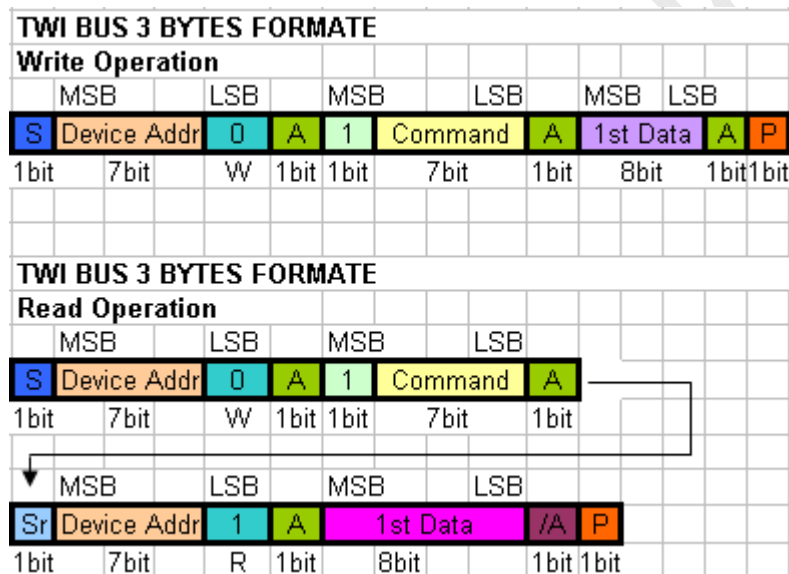 TWI BUS 3 BYTES FORMATE
Write Operation
MSB LSB MSB LSB MSB LSB
S Device Addr 0 A 1 Command A 1st Data A P
1bit 7bit W 1bit 1bit 7bit 1bit 8bit 1bit 1bit
TWI BUS 3 BYTES FORMATE
Read Operation
MSB LSB MSB LSB
S Device Addr 0 A 1 Command A
1bit 7bit W 1bit 1bit 7bit 1bit
MSB LSB MSB LSB
Sr Device Addr 1 A 1st Data /A P
1bit 7bit R 1bit 8bit 1bit 1bit